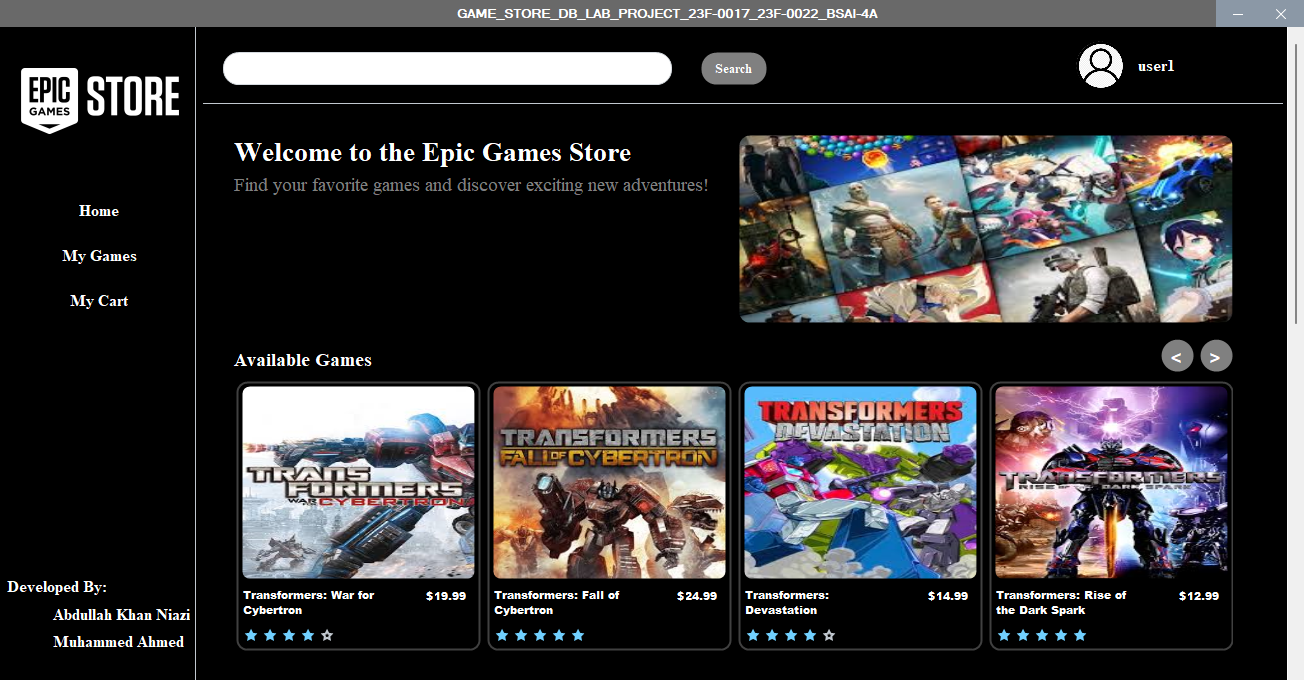 GAME_STORE_DB_LAB_PROJECT_23F-0017_23F-0022_BSAI-4A
EPIC GAMES STORE
Search
user1
Home
My Games
My Cart
Developed By:
Abdullah Khan Niazi
Muhammed Ahmed
Welcome to the Epic Games Store
Find your favorite games and discover exciting new adventures!
Available Games
< >
TRANSFORMERS
WAR FOR CYBERTRON
Transformers: War for
Cybertron
$19.99
TRANSFORMERS
FALL OF CYBERTRON
Transformers: Fall of
Cybertron
$24.99
TRANSFORMERS
DEVASTATION
Transformers:
Devastation
$14.99
TRANSFORMERS
RISE OF THE DARK SPARK
Transformers: Rise of
the Dark Spark
$12.99